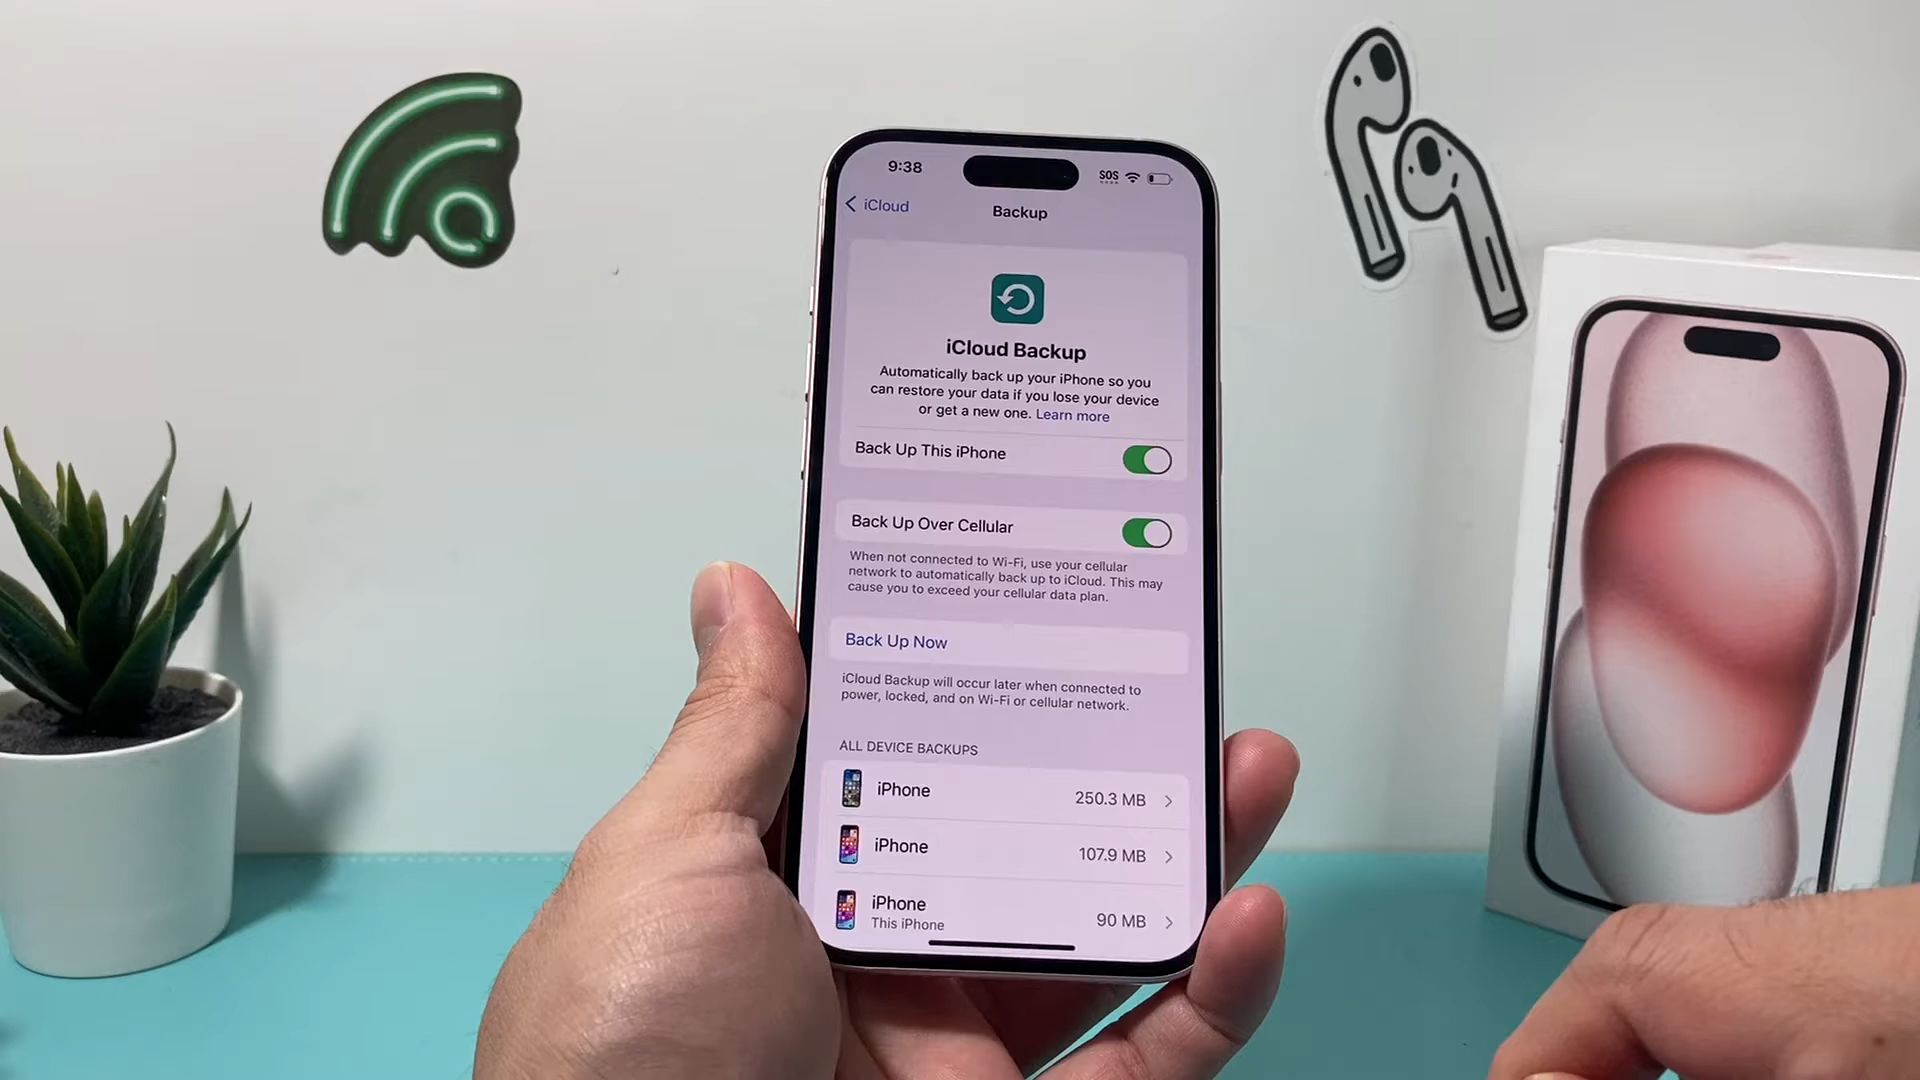 9:38
SOS
iCloud
Backup
iCloud Backup
Automatically back up your iPhone so you
can restore your data if you lose your device
or get a new one. Learn more
Back Up This iPhone
Back Up Over Cellular
When not connected to Wi-Fi, use your cellular
network to automatically back up to iCloud. This may
cause you to exceed your cellular data plan.
Back Up Now
iCloud Backup will occur later when connected to
power, locked, and on Wi-Fi or cellular network.
ALL DEVICE BACKUPS
iPhone 250.3 MB
iPhone 107.9 MB
iPhone
This iPhone 90 MB